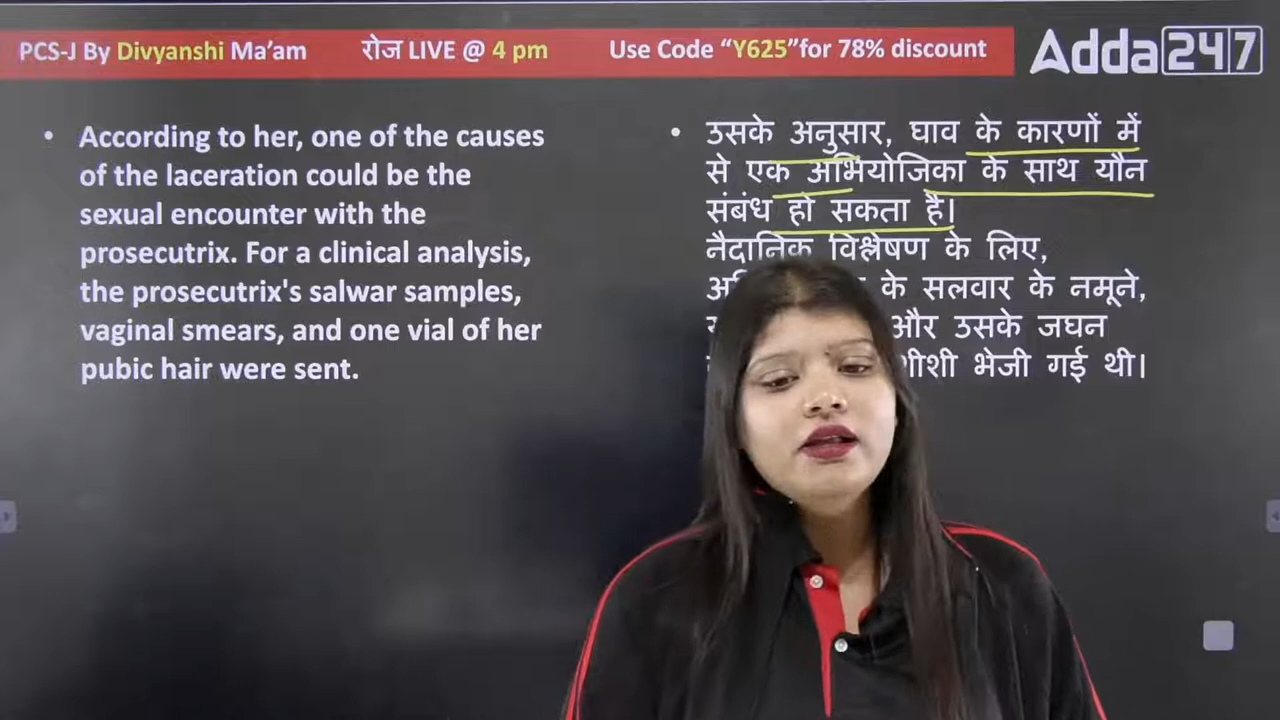 PCS-J By Divyanshi Ma’am
रोज LIVE @ 4 pm
Use Code “Y625”for 78% discount
Adda247
• According to her, one of the causes
of the laceration could be the
sexual encounter with the
prosecutrix. For a clinical analysis,
the prosecutrix's salwar samples,
vaginal smears, and one vial of her
pubic hair were sent.
• उसके अनुसार, घाव के कारणों में
से एक अभियोजिका के साथ यौन
संबंध हो सकता है।
नैदानिक विश्लेषण के लिए,
के सलवार के नमूने,
और उसके जघन
शीशी भेजी गई थी।